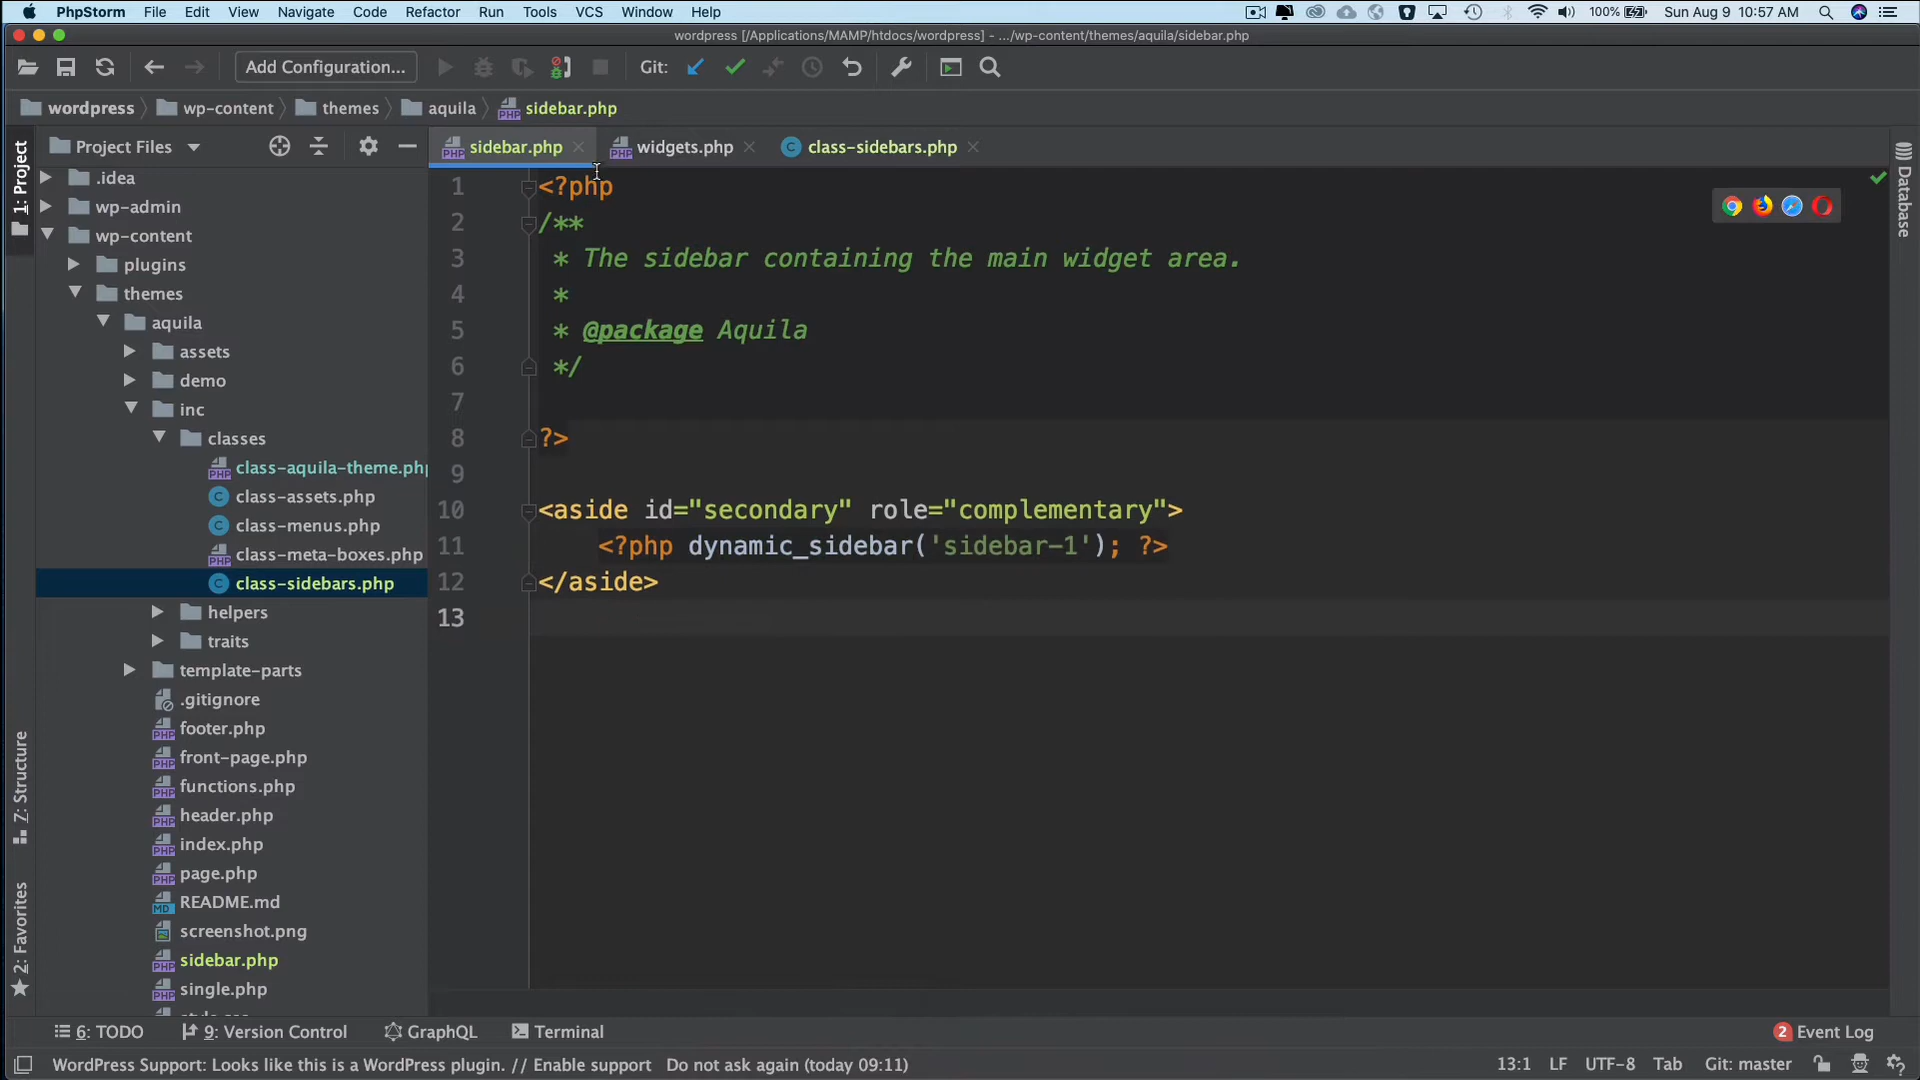 PhpStorm File Edit View Navigate Code Refactor Run Tools VCS Window Help 100% Sun Aug 9 10:57 AM
wordpress [/Applications/MAMP/htdocs/wordpress] - .../wp-content/themes/aquila/sidebar.php
Add Configuration... Git:
wordpress wp-content themes aquila sidebar.php
1: Project
Project Files
sidebar.php widgets.php class-sidebars.php
.idea
wp-admin
wp-content
plugins
themes
aquila
assets
demo
inc
classes
class-aquila-theme.php
class-assets.php
class-menus.php
class-meta-boxes.php
class-sidebars.php
helpers
traits
template-parts
.gitignore
footer.php
front-page.php
functions.php
header.php
index.php
page.php
README.md
screenshot.png
sidebar.php
single.php
1 <?php
2 /**
3 * The sidebar containing the main widget area.
4 *
5 * @package Aquila
6 */
7
8 ?>
9
10 <aside id="secondary" role="complementary">
11 <?php dynamic_sidebar('sidebar-1'); ?>
12 </aside>
13
Database
Z: Structure
2: Favorites
6: TODO 9: Version Control GraphQL Terminal 2 Event Log
WordPress Support: Looks like this is a WordPress plugin. // Enable support Do not ask again (today 09:11) 13:1 LF UTF-8 Tab Git: master